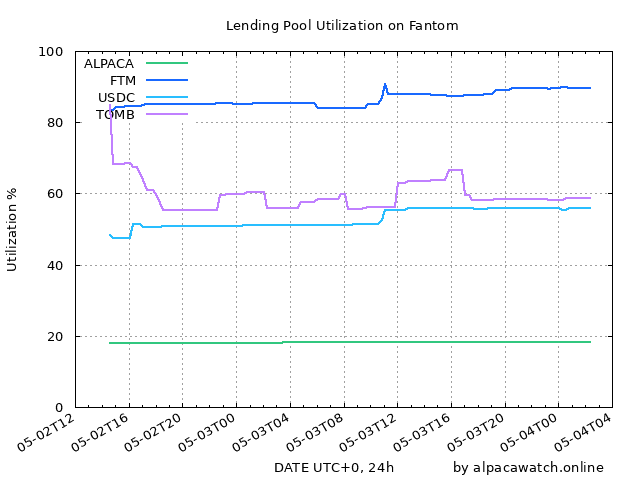 Lending Pool Utilization on Fantom
100
80
60
40
20
0
Utilization %
ALPACA
FTM
USDC
TOMB
05-02T12
05-02T16
05-02T20
05-03T00
05-03T04
05-03T08
05-03T12
05-03T16
05-03T20
05-04T00
05-04T04
DATE UTC+0, 24h
by alpacawatch.online